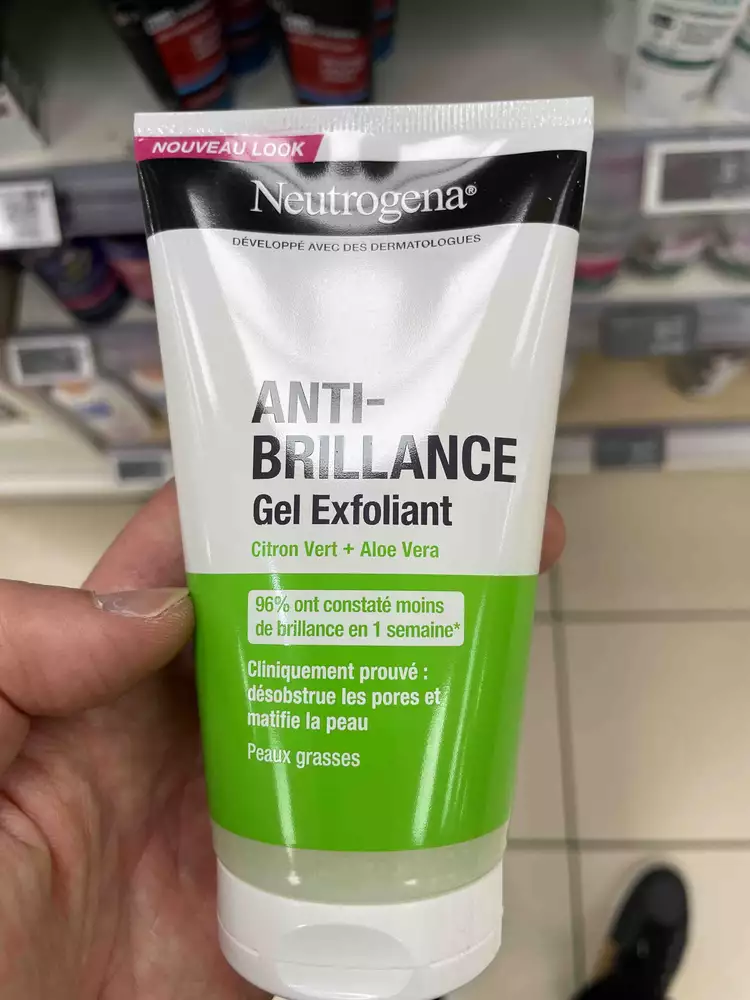 NOUVEAU LOOK
Neutrogena®
DÉVELOPPÉ AVEC DES DERMATOLOGUES
ANTI-
BRILLANCE
Gel Exfoliant
Citron Vert + Aloe Vera
96% ont constaté moins
de brillance en 1 semaine*
Cliniquement prouvé :
désobstrue les pores et
matifie la peau
Peaux grasses